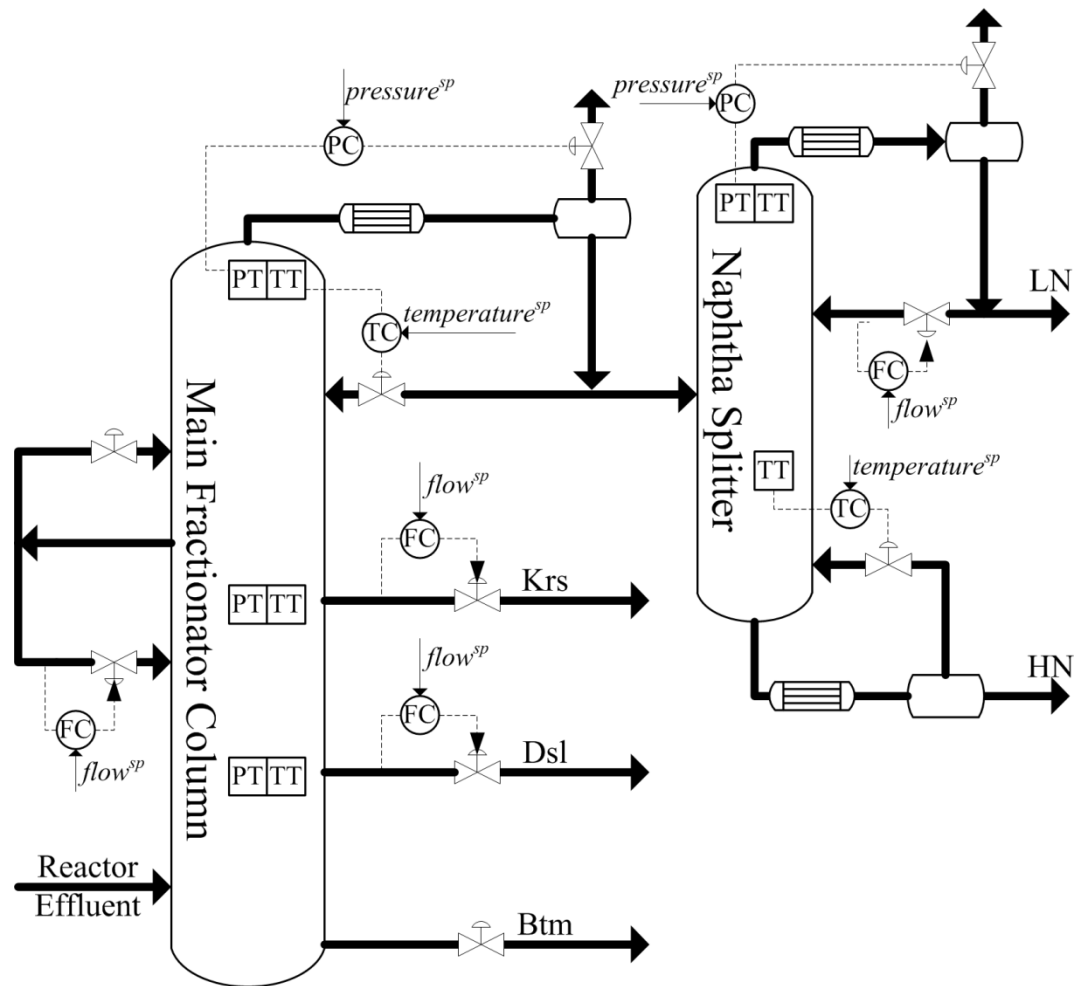 pressure^sp
pressure^sp
PC
PC
PT TT
LN
PT TT
temperature^sp
TC
FC
flow^sp
Main Fractionator Column
Naphtha Splitter
TT
temperature^sp
TC
flow^sp
FC
Krs
PT TT
flow^sp
HN
FC
FC
flow^sp
Dsl
PT TT
Reactor
Effluent
Btm